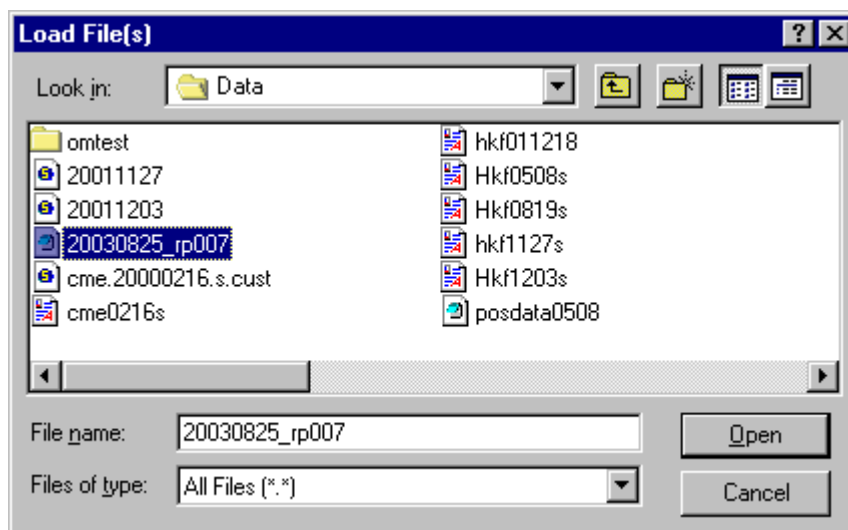 Load File(s)
Look in: Data
omtest
20011127
20011203
20030825_rp007
cme.20000216.s.cust
cme0216s
hkf011218
Hkf0508s
Hkf0819s
hkf1127s
Hkf1203s
posdata0508
File name: 20030825_rp007 Open
Files of type: All Files (*.*) Cancel